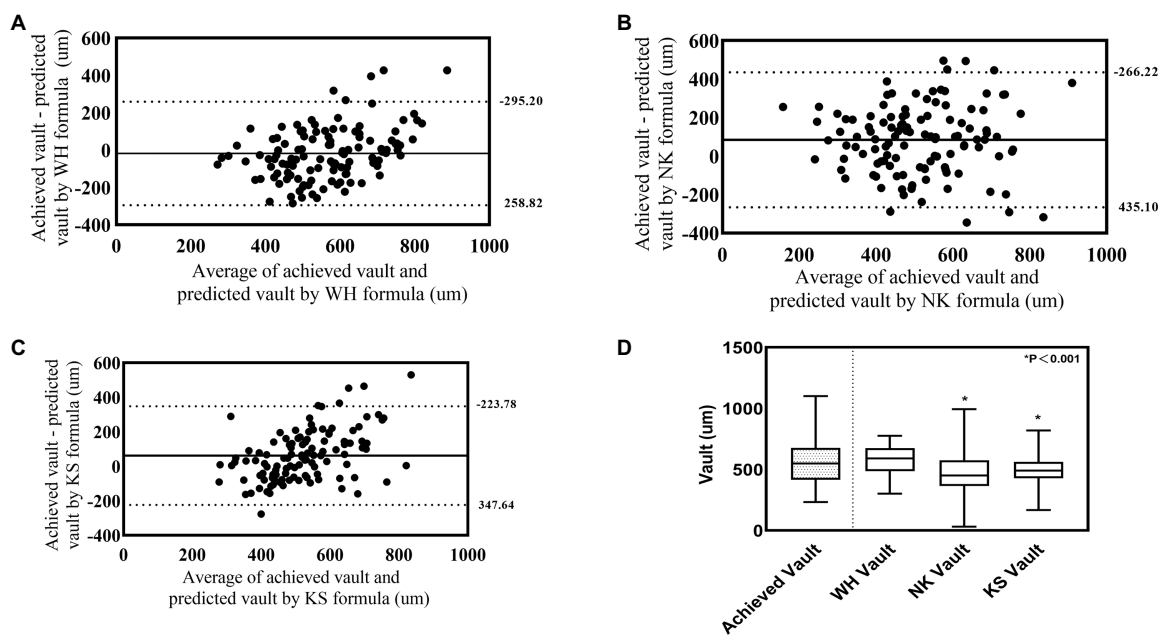 A
Achieved vault - predicted
vault by WH formula (um)
600
400
200
0
-200
-400
-295.20
258.82
0
200
400
600
800
1000
Average of achieved vault and
predicted vault by WH formula (um)
B
Achieved vault - predicted
vault by NK formula (um)
600
400
200
0
-200
-400
-266.22
435.10
0
200
400
600
800
1000
Average of achieved vault and
predicted vault by NK formula (um)
C
Achieved vault - predicted
vault by KS formula (um)
600
400
200
0
-200
-400
-223.78
347.64
0
200
400
600
800
1000
Average of achieved vault and
predicted vault by KS formula (um)
D
Vault (um)
1500
1000
500
0
*P＜0.001
*
*
Achieved Vault
WH Vault
NK Vault
KS Vault